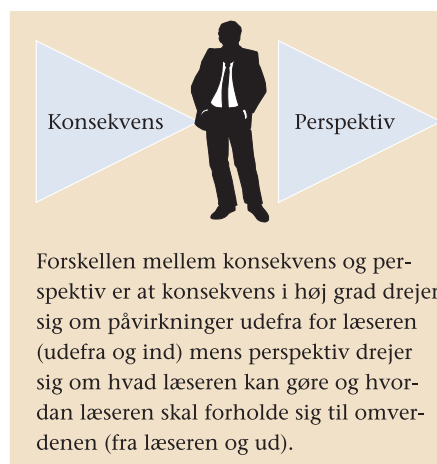 Konsekvens
Perspektiv
Forskellen mellem konsekvens og per-
spektiv er at konsekvens i høj grad drejer
sig om påvirkninger udefra for læseren
(udefra og ind) mens perspektiv drejer
sig om hvad læseren kan gøre og hvor-
dan læseren skal forholde sig til omver-
denen (fra læseren og ud).